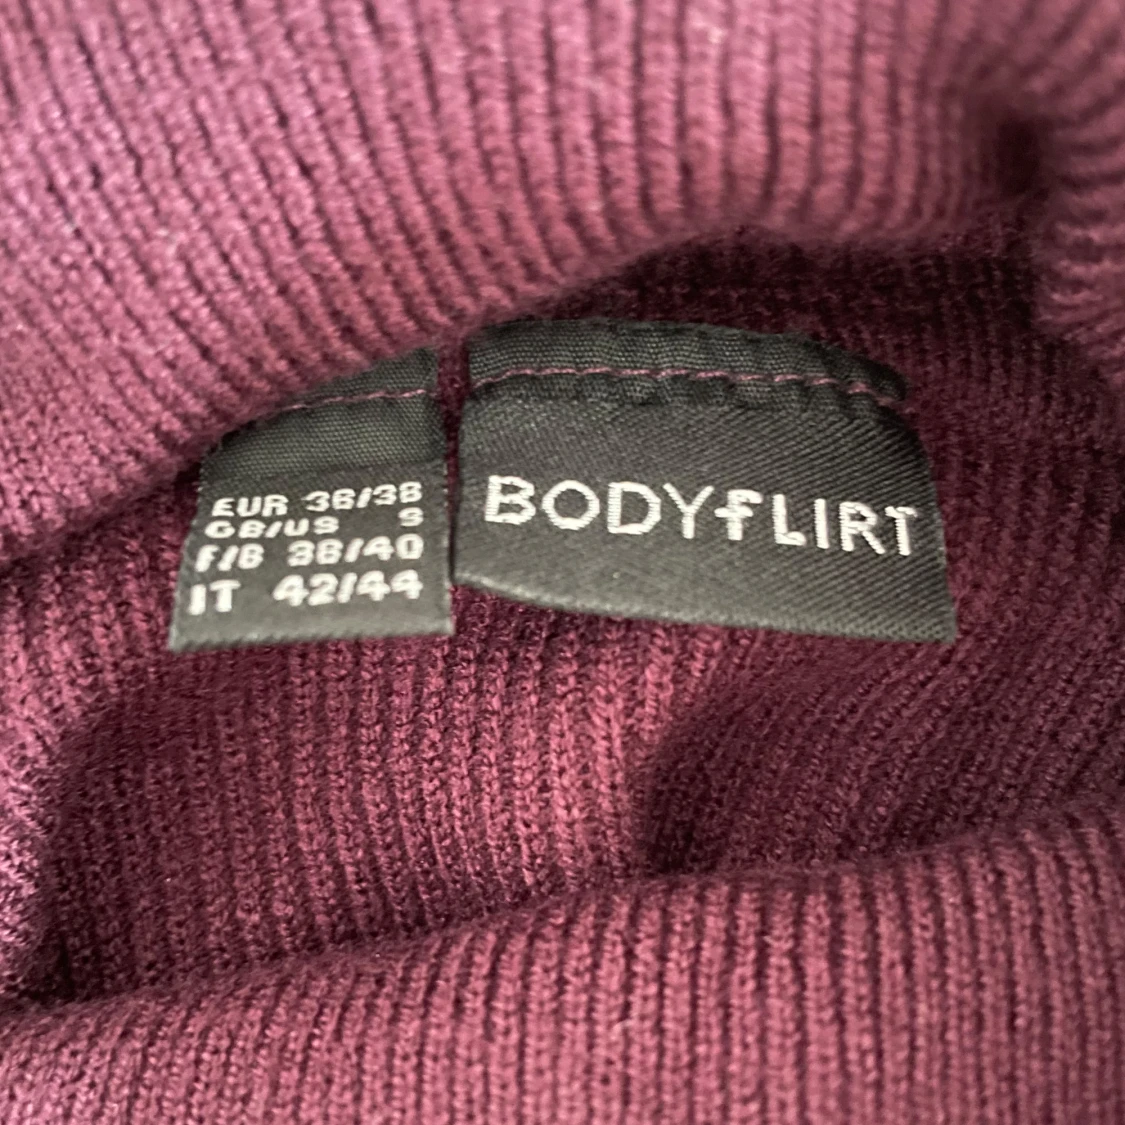 EUR 36/38
GB/US S
F/B 38/40
IT 42/44
BODYFLIRT